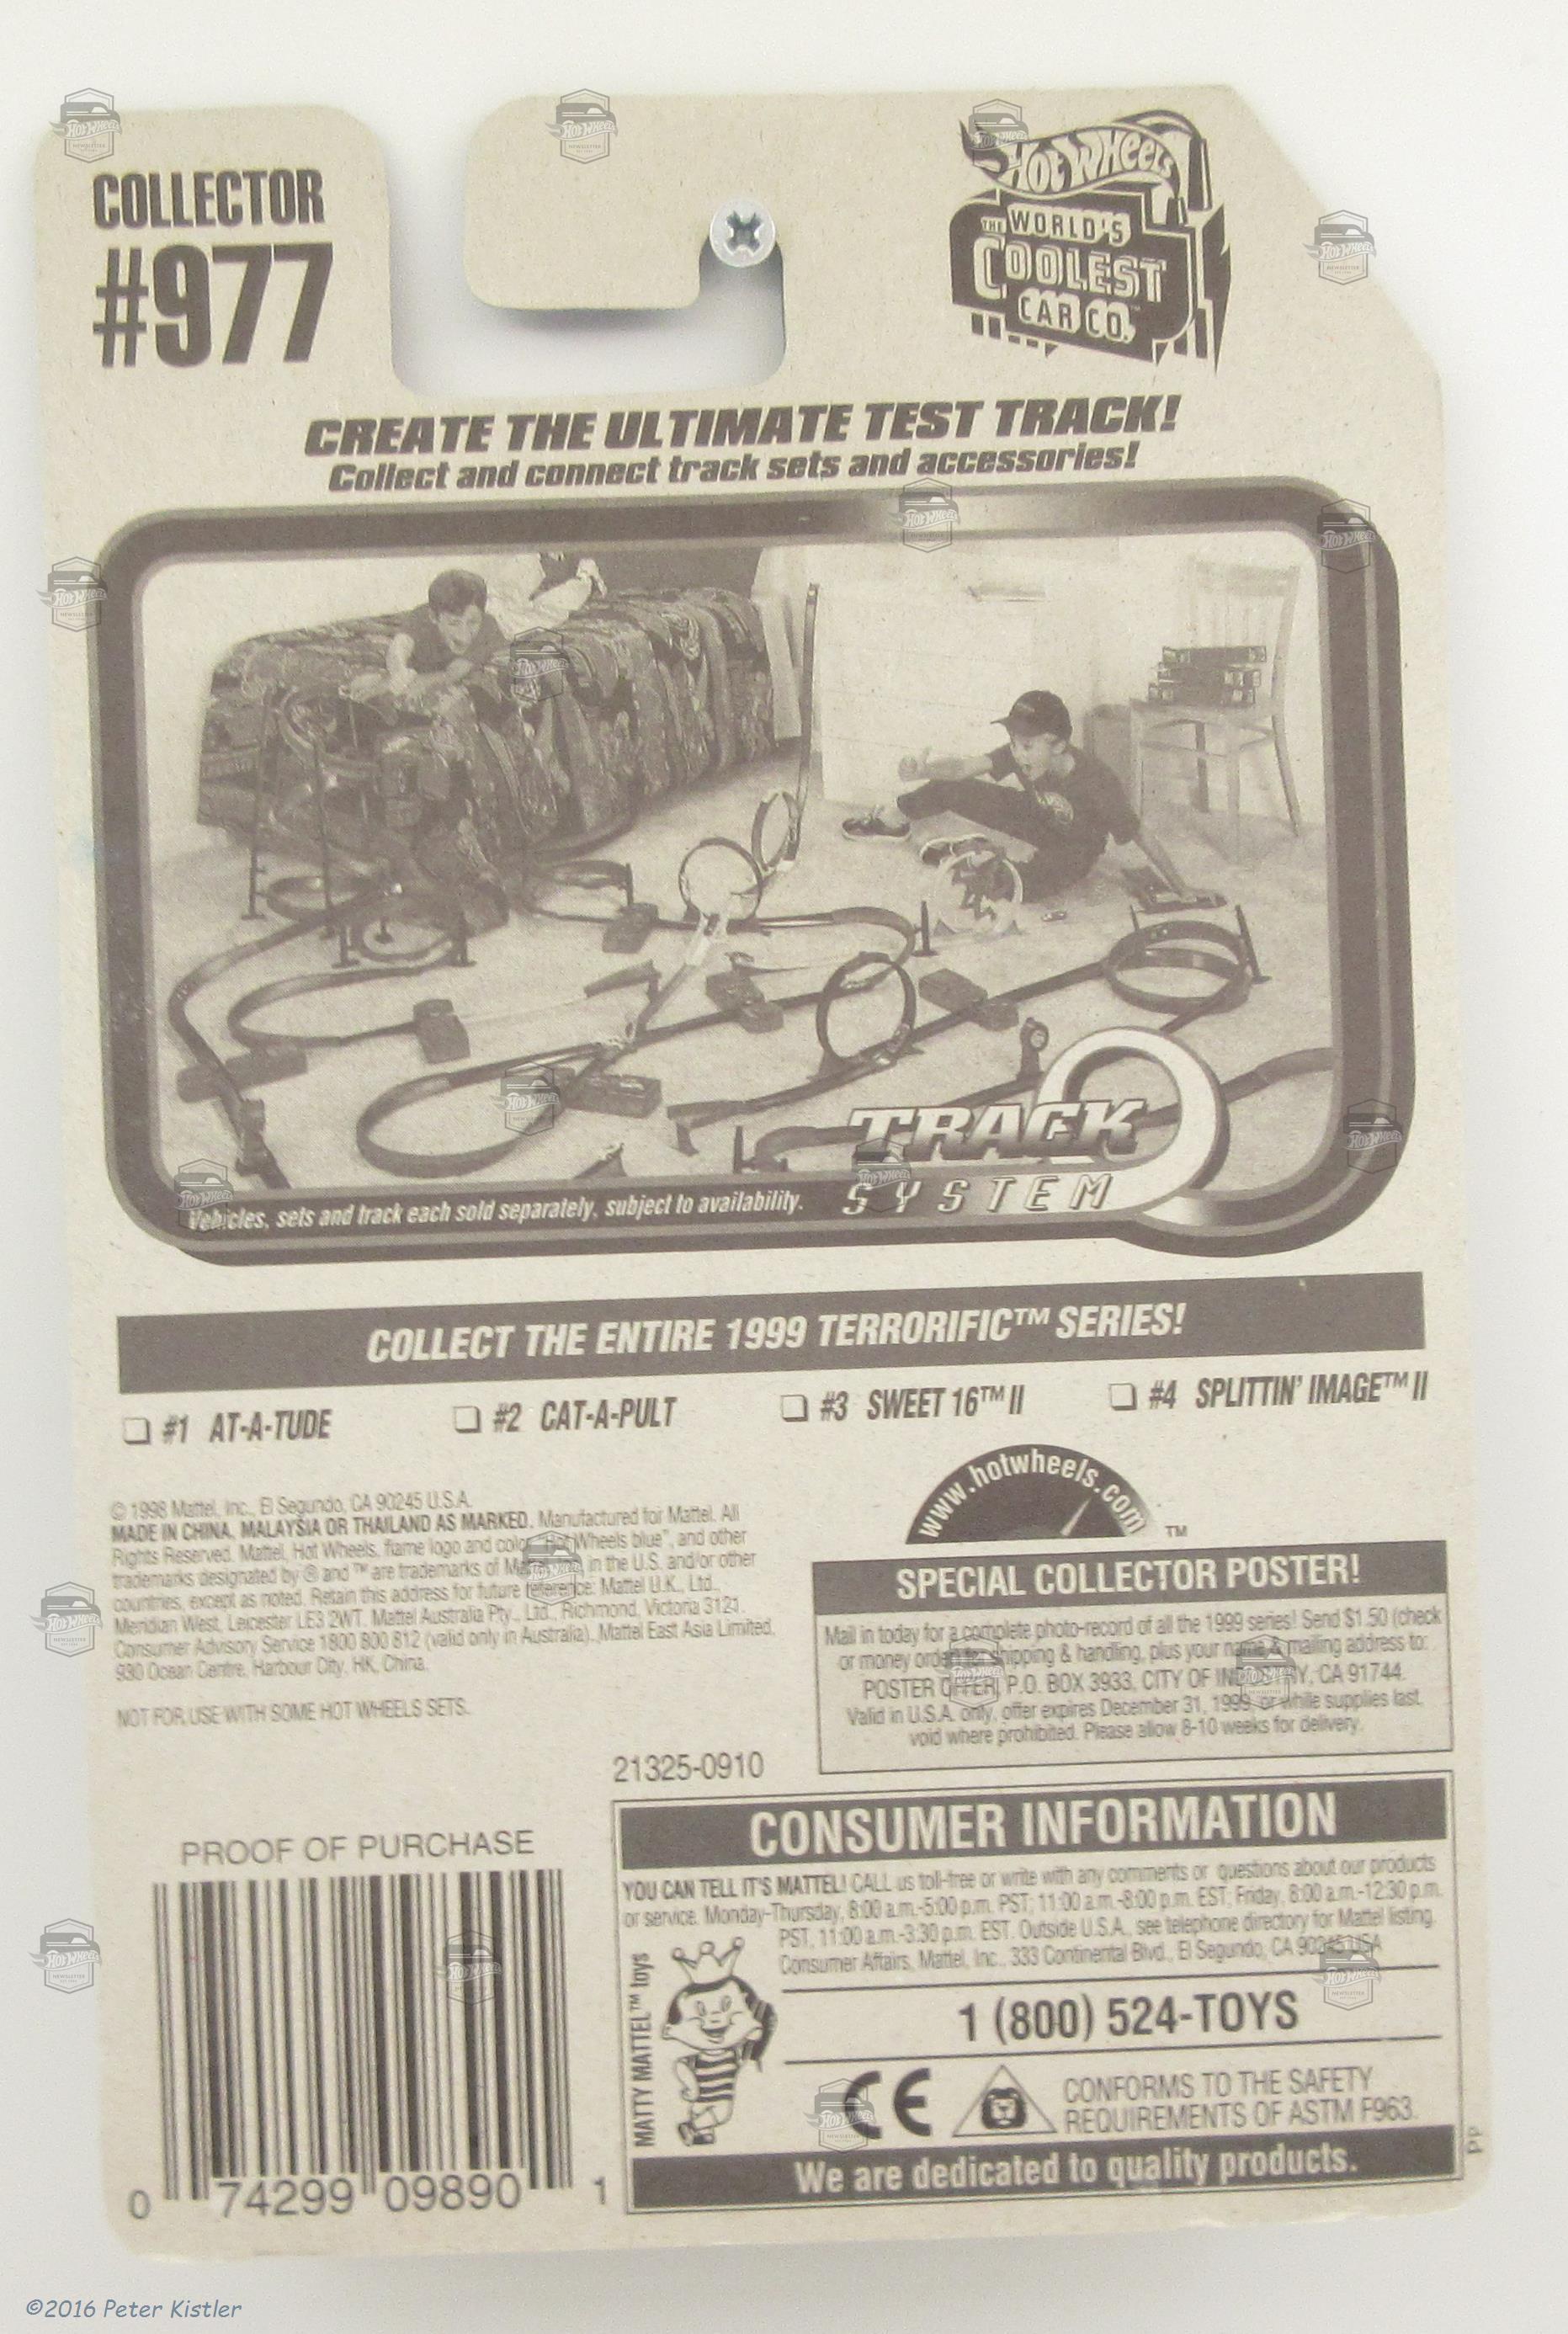 COLLECTOR
#977
HOT WHEELS
THE WORLD'S
COOLEST
CAR CO.™
CREATE THE ULTIMATE TEST TRACK!
Collect and connect track sets and accessories!
TRACK
SYSTEM
Vehicles, sets and track each sold separately, subject to availability.
COLLECT THE ENTIRE 1999 TERRORIFIC™ SERIES!
#1 AT-A-TUDE
#2 CAT-A-PULT
#3 SWEET 16™ II
#4 SPLITTIN' IMAGE™ II
© 1998 Mattel, Inc., El Segundo, CA 90245 U.S.A.
MADE IN CHINA, MALAYSIA OR THAILAND AS MARKED. Manufactured for Mattel. All
Rights Reserved. Mattel, Hot Wheels, flame logo and color "Hot Wheels blue", and other
trademarks designated by ® and ™ are trademarks of in the U.S. and/or other
countries, except as noted. Retain this address for future reference: Mattel U.K., Ltd.,
Meridian West, Leicester LE3 2WT. Mattel Australia Pty., Ltd., Richmond, Victoria 3121.
Consumer Advisory Service 1800 800 812 (valid only in Australia). Mattel East Asia Limited,
930 Ocean Centre, Harbour City, HK, China.
NOT FOR USE WITH SOME HOT WHEELS SETS.
www.hotwheels.com ™
SPECIAL COLLECTOR POSTER!
Mail in today for a complete photo-record of all the 1999 series! Send $1.50 (check
or money order) for shipping & handling, plus your name & mailing address to:
POSTER OFFER, P.O. BOX 3933, CITY OF INDUSTRY, CA 91744.
Valid in U.S.A. only, offer expires December 31, 1999, or while supplies last,
void where prohibited. Please allow 8-10 weeks for delivery.
21325-0910
PROOF OF PURCHASE
0 74299 09890 1
CONSUMER INFORMATION
YOU CAN TELL IT'S MATTEL! CALL us toll-free or write with any comments or questions about our products
or service. Monday-Thursday, 8:00 a.m.-5:00 p.m. PST; 11:00 a.m.-8:00 p.m. EST; Friday, 8:00 a.m.-12:30 p.m.
PST, 11:00 a.m.-3:30 p.m. EST. Outside U.S.A., see telephone directory for Mattel listing.
Consumer Affairs, Mattel, Inc., 333 Continental Blvd., El Segundo, CA 90245 USA
MATTY MATTEL™ toys
1 (800) 524-TOYS
CE
CONFORMS TO THE SAFETY
REQUIREMENTS OF ASTM F963.
We are dedicated to quality products.
PP
©2016 Peter Kistler